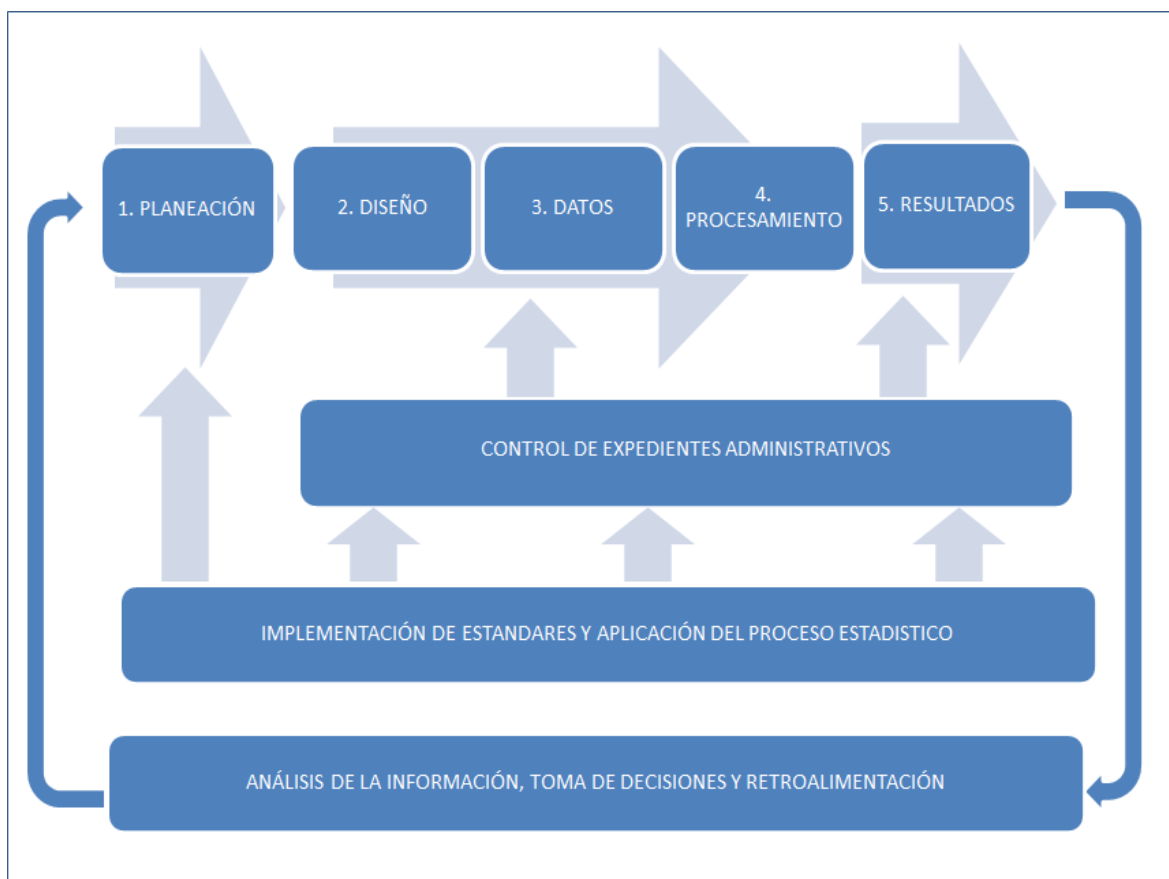 1. PLANEACIÓN
2. DISEÑO
3. DATOS
4.
PROCESAMIENTO
5. RESULTADOS
CONTROL DE EXPEDIENTES ADMINISTRATIVOS
IMPLEMENTACIÓN DE ESTANDARES Y APLICACIÓN DEL PROCESO ESTADISTICO
ANÁLISIS DE LA INFORMACIÓN, TOMA DE DECISIONES Y RETROALIMENTACIÓN